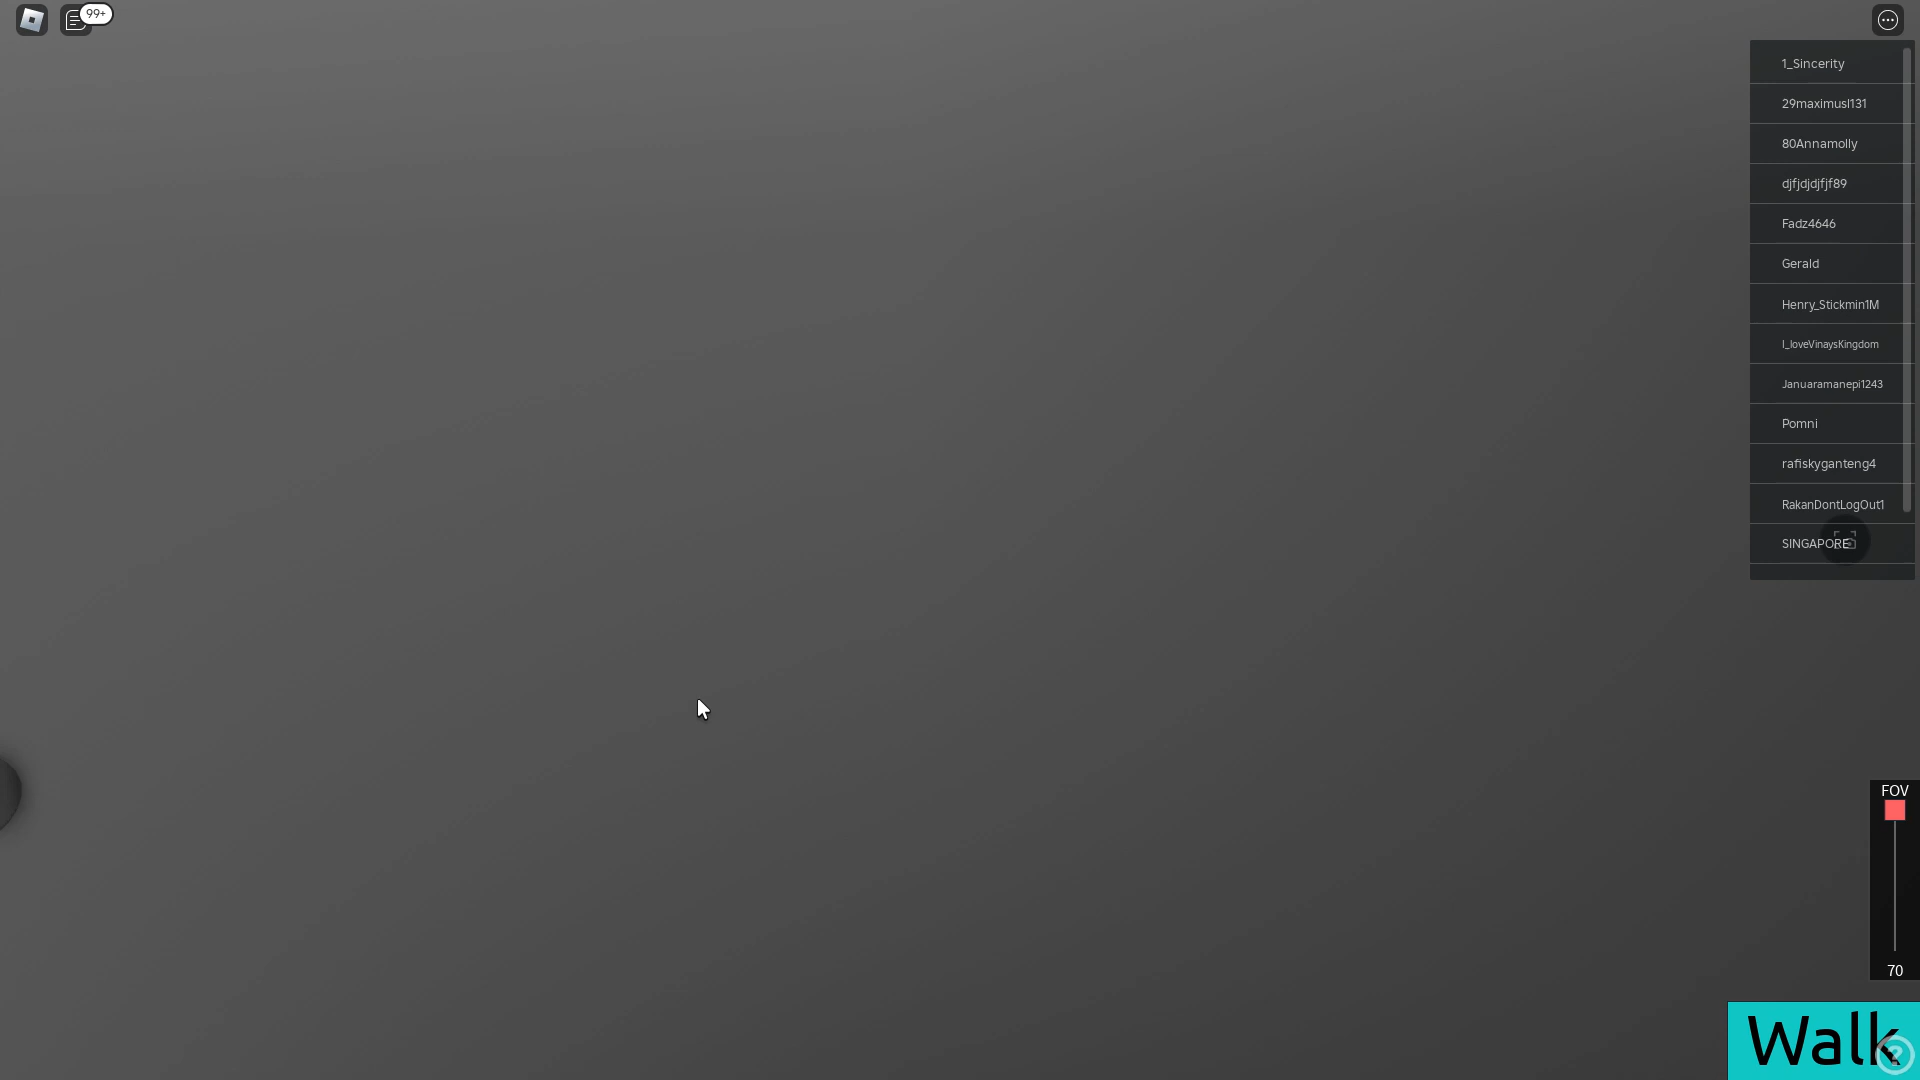 99+
1_Sincerity
29maximusl131
80Annamolly
djfjdjdjfjf89
Fadz4646
Gerald
Henry_Stickmin1M
I_loveVinaysKingdom
Januaramanepi1243
Pomni
rafiskyganteng4
RakanDontLogOut1
SINGAPORE
FOV
70
Walk
?